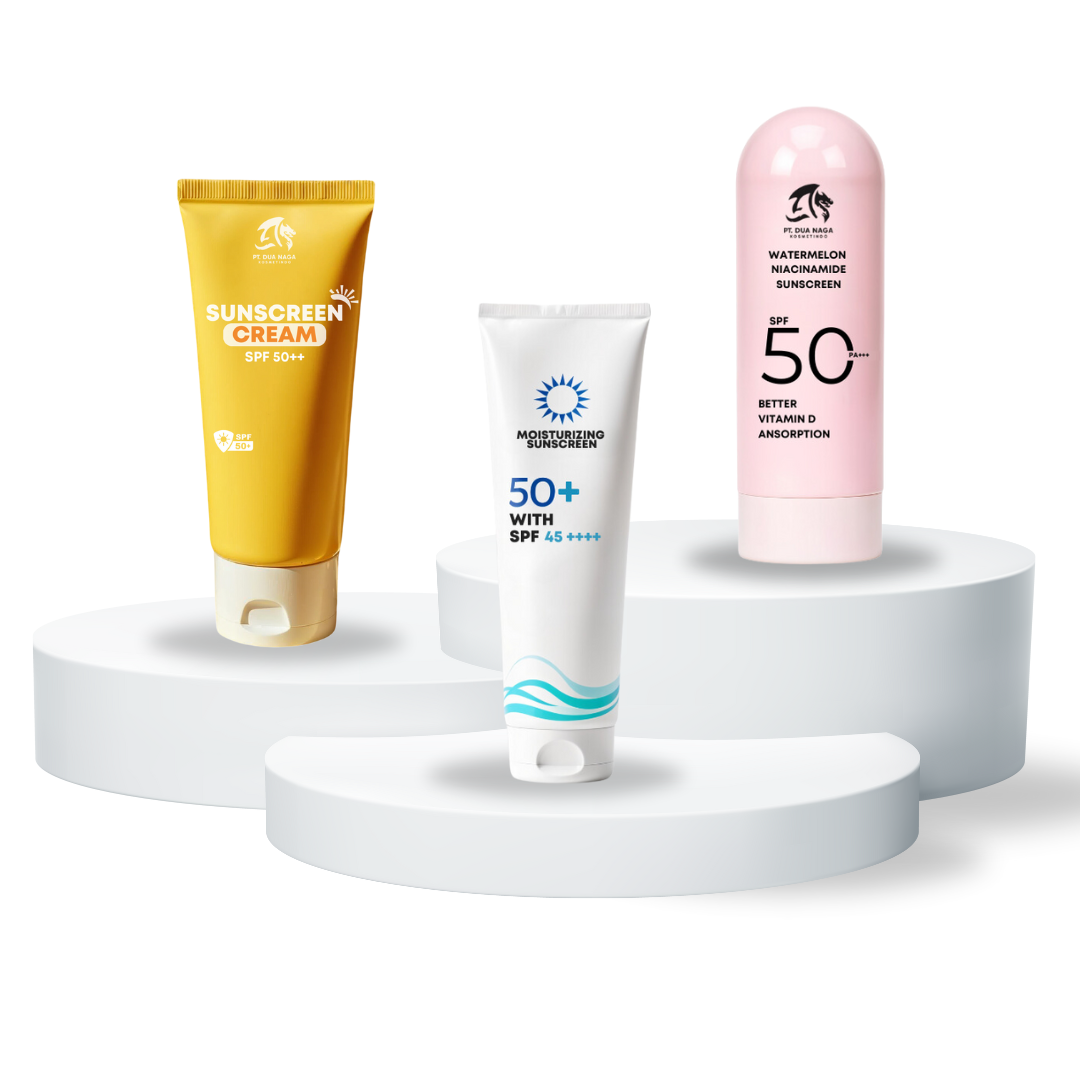 PT. DUA NAGA
KOSMETINDO
SUNSCREEN
CREAM
SPF 50++
SPF
50+
MOISTURIZING
SUNSCREEN
50+
WITH
SPF 45 ++++
PT. DUA NAGA
KOSMETINDO
WATERMELON
NIACINAMIDE
SUNSCREEN
SPF
50
PA+++
BETTER
VITAMIN D
ANSORPTION